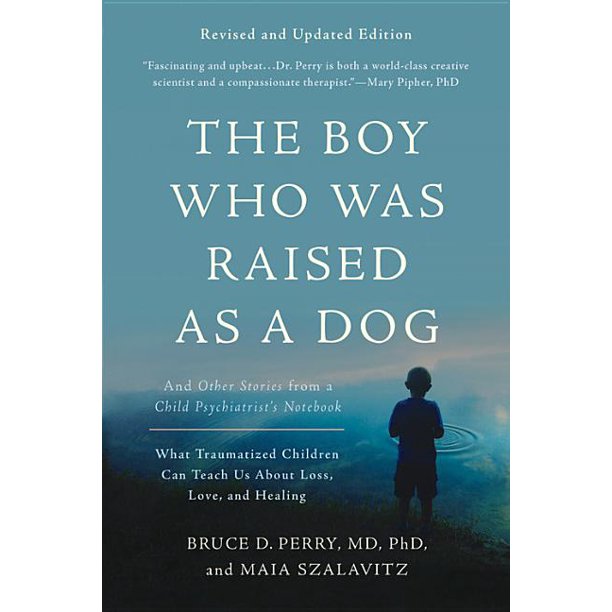 Revised and Updated Edition
“Fascinating and upbeat…Dr. Perry is both a world-class creative
scientist and a compassionate therapist.”—Mary Pipher, PhD
THE BOY
WHO WAS
RAISED
AS A DOG
And Other Stories from a
Child Psychiatrist's Notebook
What Traumatized Children
Can Teach Us About Loss,
Love, and Healing
BRUCE D. PERRY, MD, PhD,
and MAIA SZALAVITZ